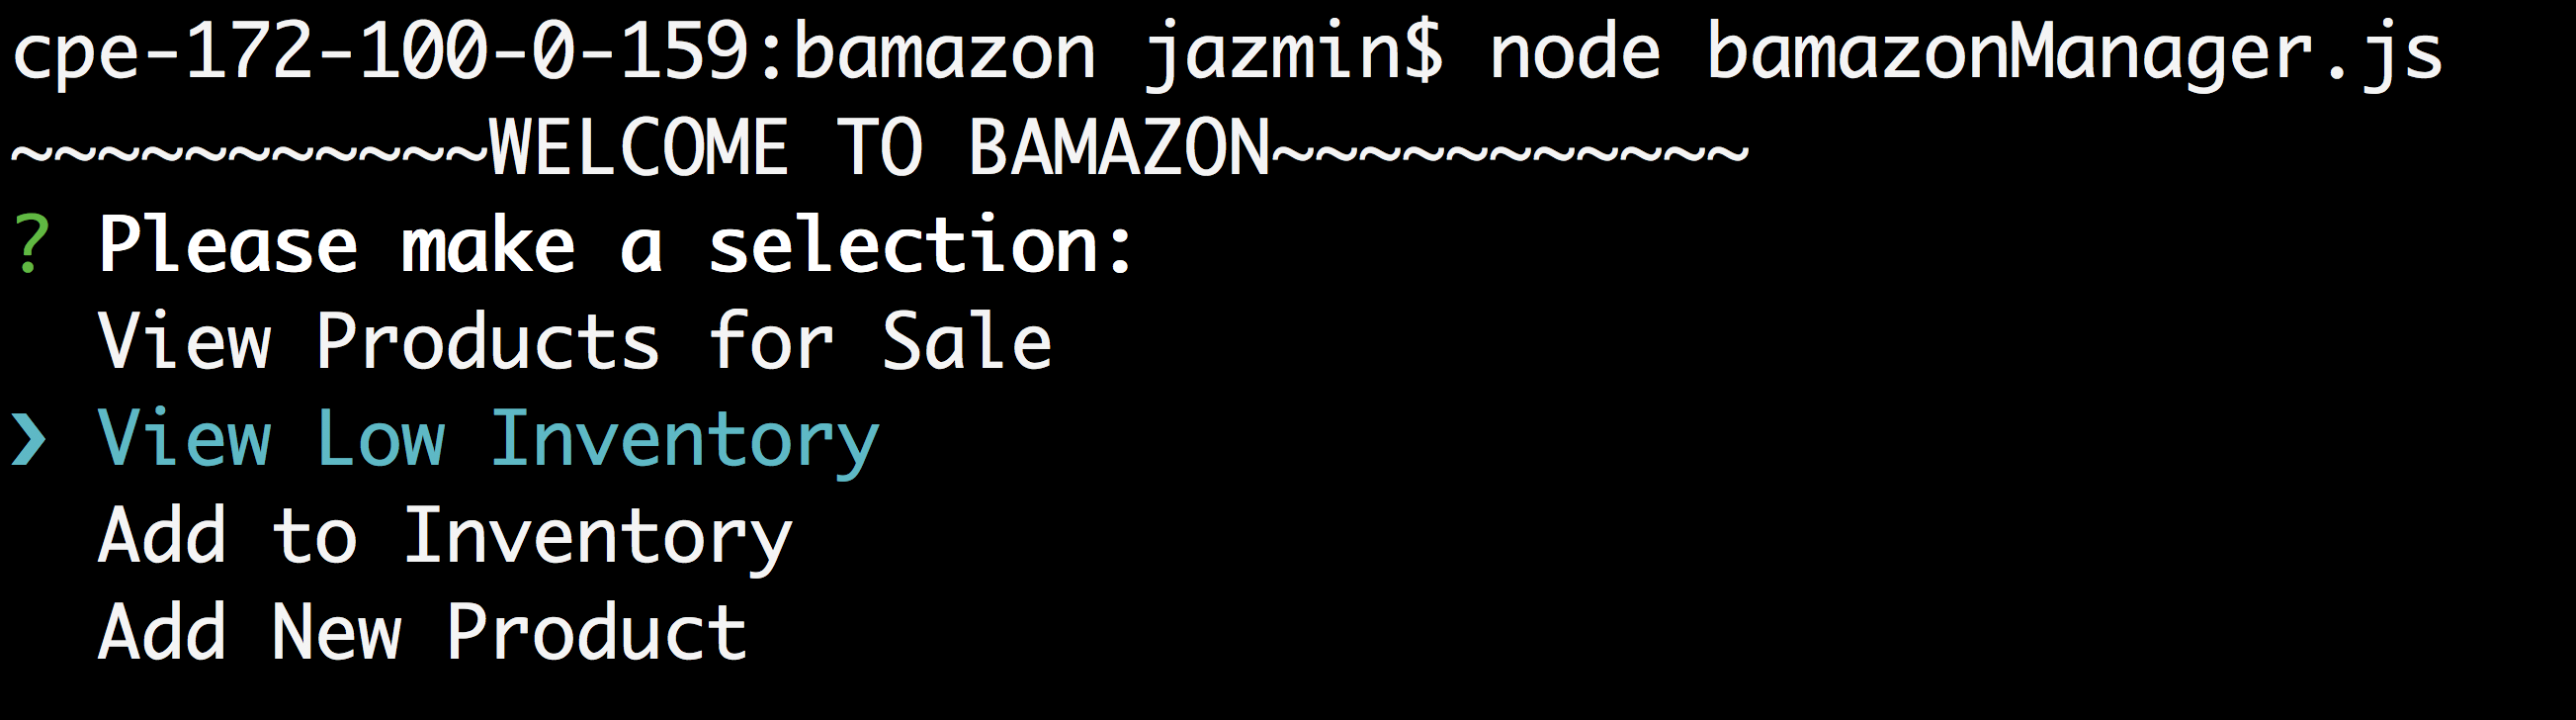 cpe-172-100-0-159:bamazon jazmin$ node bamazonManager.js
~~~~~~~~~~~WELCOME TO BAMAZON~~~~~~~~~~~
? Please make a selection:
View Products for Sale
❯ View Low Inventory
Add to Inventory
Add New Product